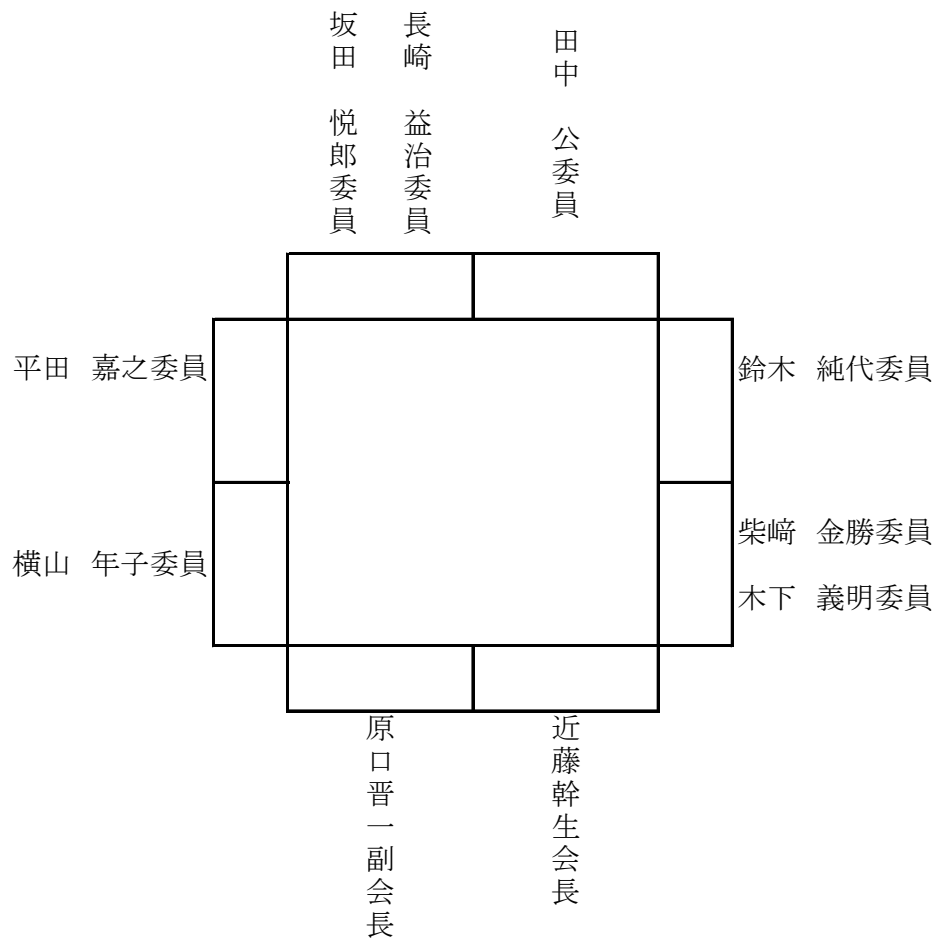 坂田　悦郎委員
長崎　益治委員
田中　公委員
平田　嘉之委員
鈴木　純代委員
横山　年子委員
柴﨑　金勝委員
木下　義明委員
原口晋一副会長
近藤幹生会長